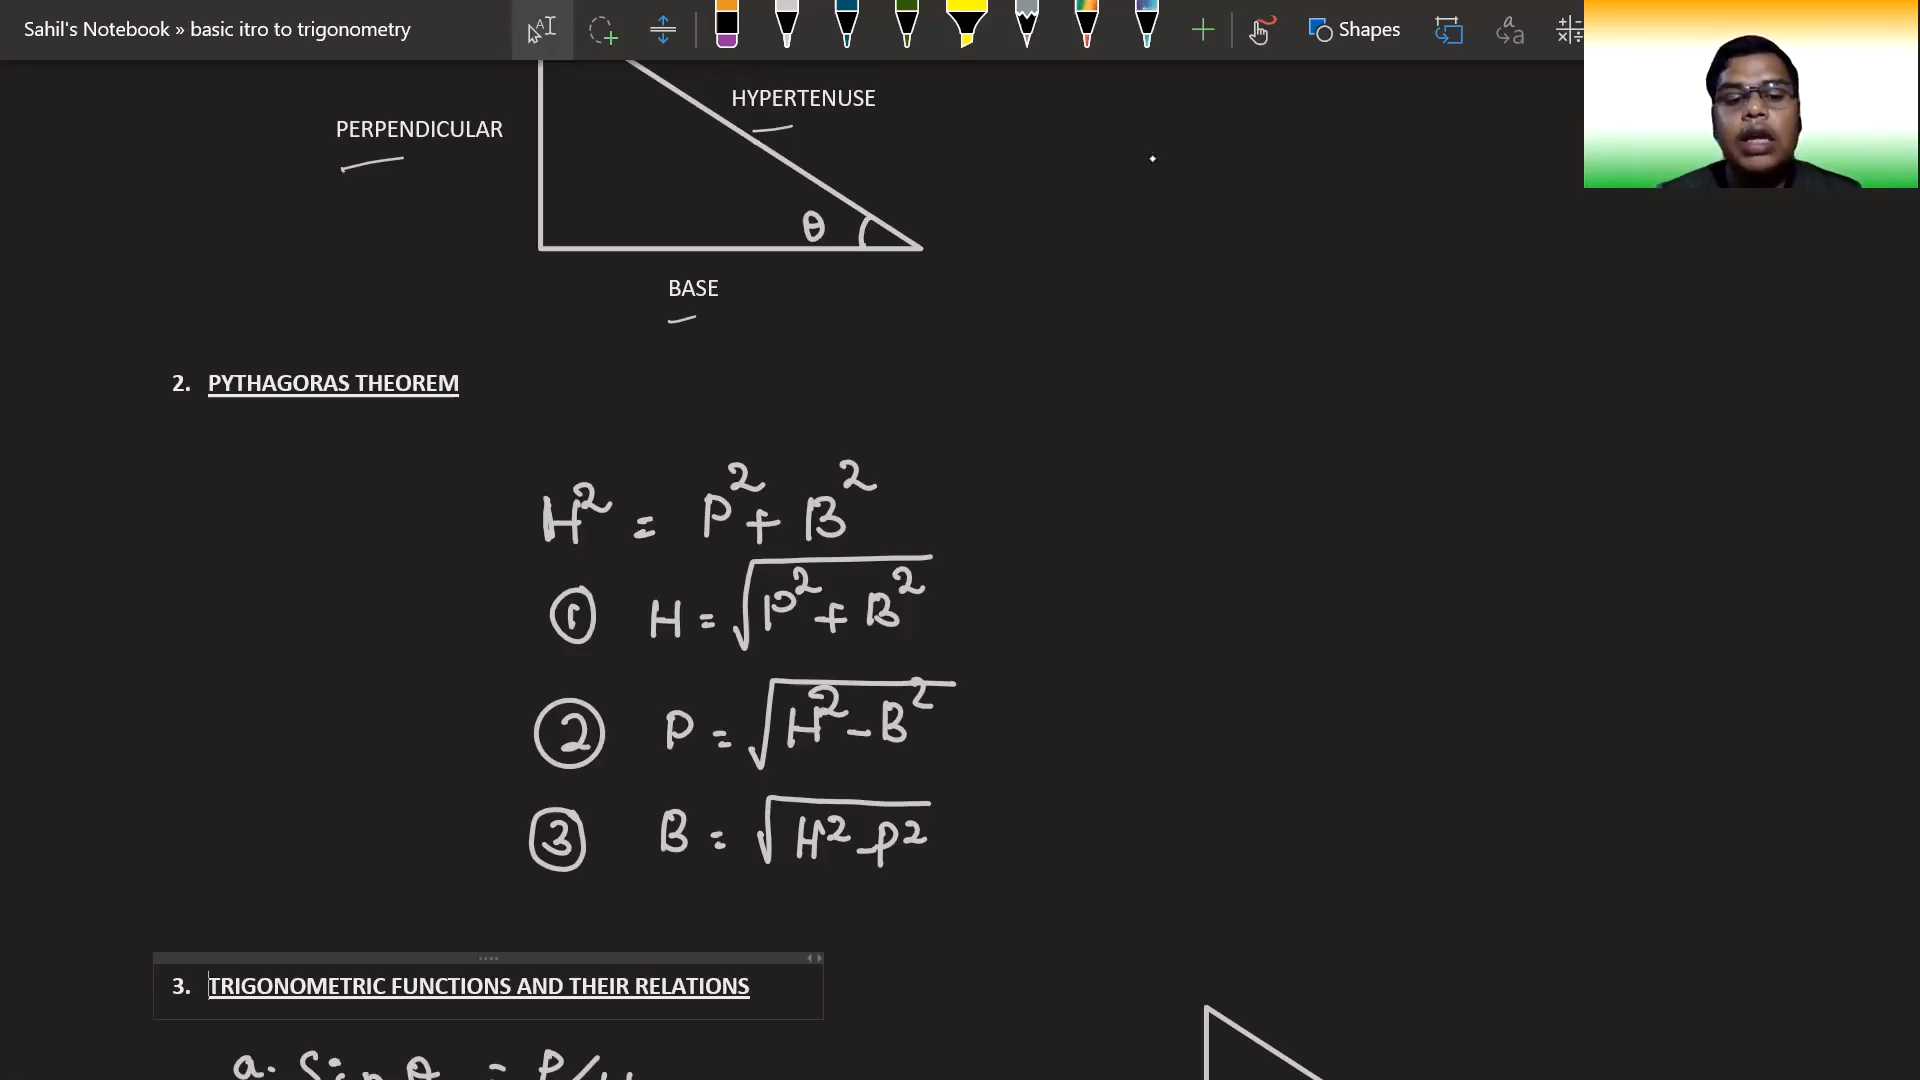 Sahil's Notebook » basic itro to trigonometry
Shapes
HYPERTENUSE
PERPENDICULAR
θ
BASE
2. PYTHAGORAS THEOREM
H² = P² + B²
① H = √(P² + B²)
② P = √(H² - B²)
③ B = √(H² - P²)
3. TRIGONOMETRIC FUNCTIONS AND THEIR RELATIONS
a. Sin θ = P/H